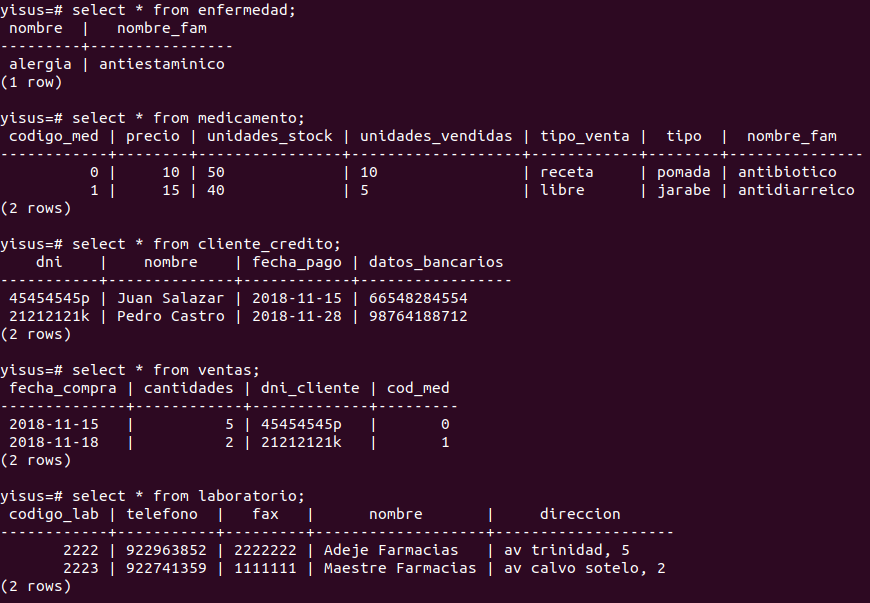 yisus=# select * from enfermedad;
 nombre  |   nombre_fam
---------+----------------
 alergia | antiestaminico
(1 row)

yisus=# select * from medicamento;
 codigo_med | precio | unidades_stock | unidades_vendidas | tipo_venta |  tipo  |  nombre_fam
------------+--------+----------------+-------------------+------------+--------+---------------
          0 |     10 | 50             | 10                | receta     | pomada | antibiotico
          1 |     15 | 40             | 5                 | libre      | jarabe | antidiarreico
(2 rows)

yisus=# select * from cliente_credito;
    dni    |    nombre    | fecha_pago | datos_bancarios
-----------+--------------+------------+-----------------
 45454545p | Juan Salazar | 2018-11-15 | 66548284554
 21212121k | Pedro Castro | 2018-11-28 | 98764188712
(2 rows)

yisus=# select * from ventas;
 fecha_compra | cantidades | dni_cliente | cod_med
--------------+------------+-------------+---------
 2018-11-15   |          5 | 45454545p   |       0
 2018-11-18   |          2 | 21212121k   |       1
(2 rows)

yisus=# select * from laboratorio;
 codigo_lab | telefono  |   fax   |      nombre       |     direccion
------------+-----------+---------+-------------------+--------------------
       2222 | 922963852 | 2222222 | Adeje Farmacias   | av trinidad, 5
       2223 | 922741359 | 1111111 | Maestre Farmacias | av calvo sotelo, 2
(2 rows)